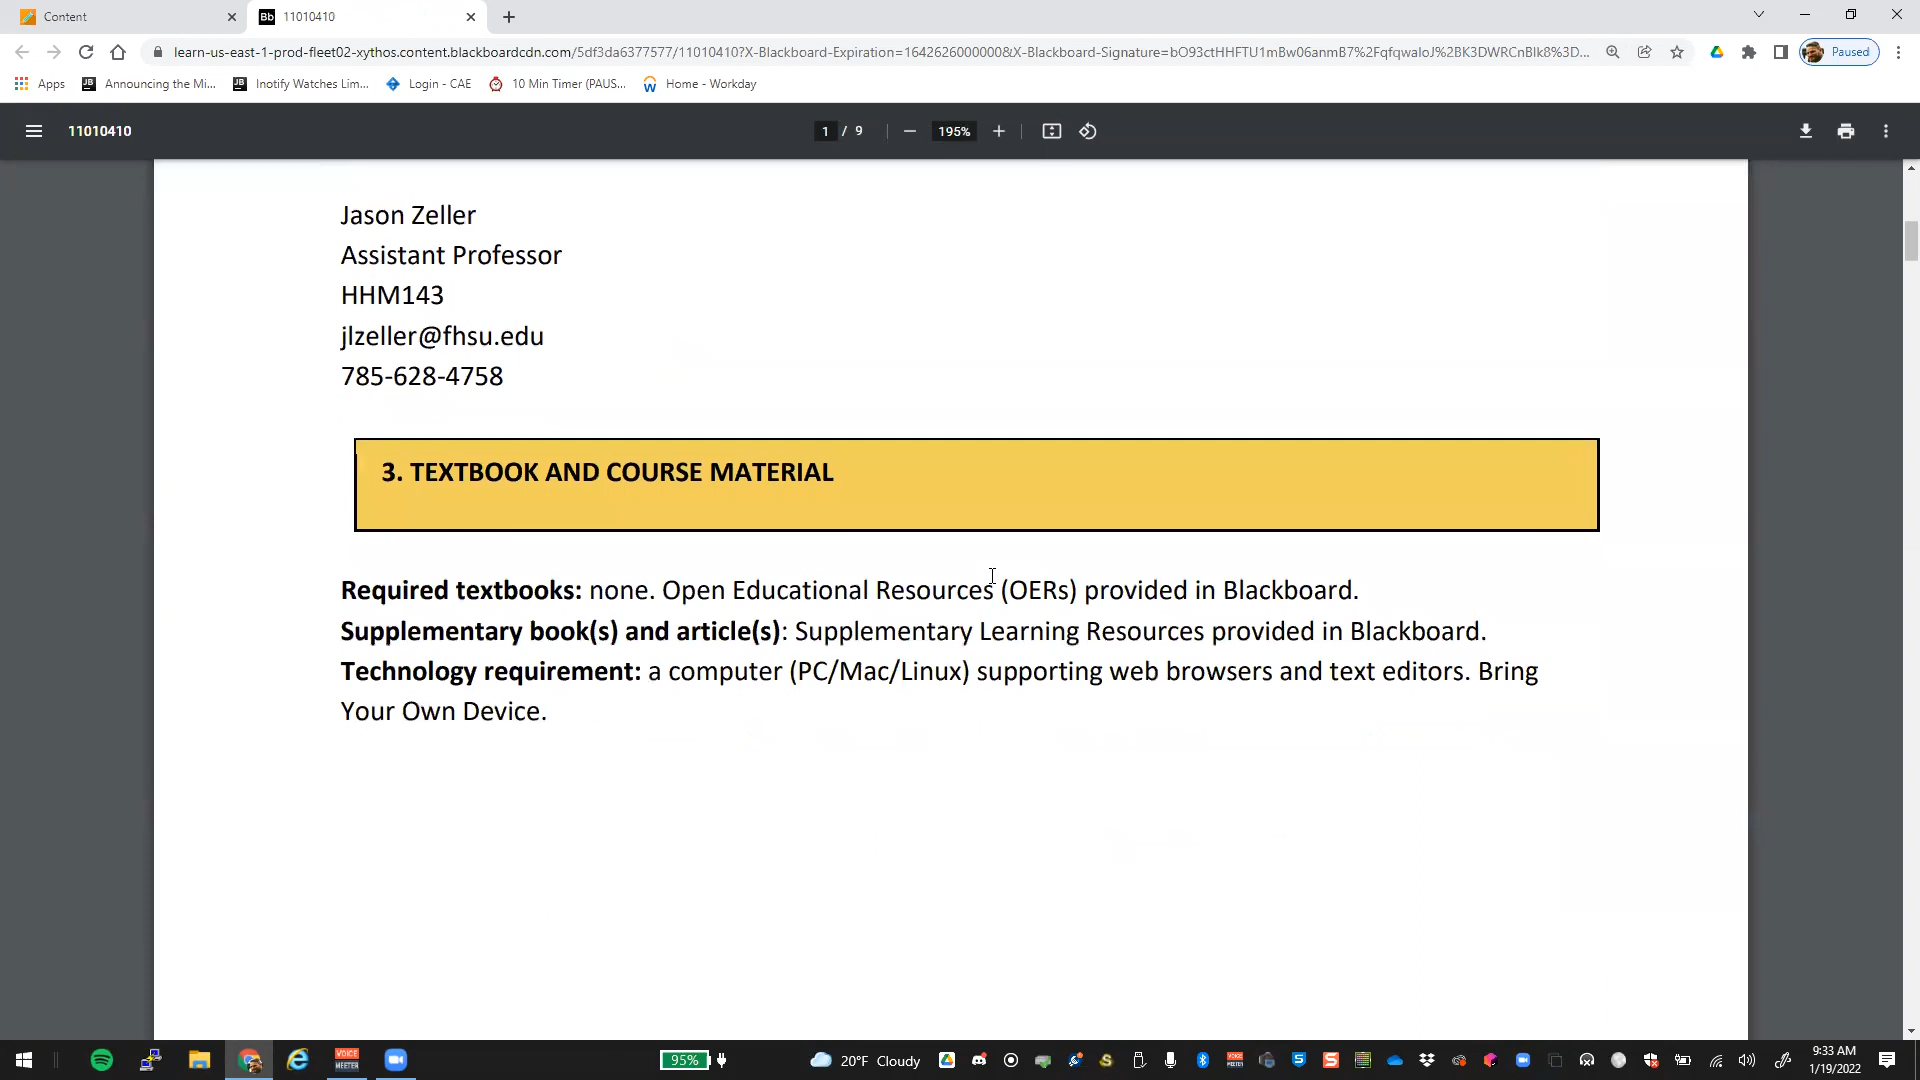 Content
Bb 11010410
learn-us-east-1-prod-fleet02-xythos.content.blackboardcdn.com/5df3da6377577/11010410?X-Blackboard-Expiration=1642626000000&X-Blackboard-Signature=bO93ctHHFTU1mBw06anmB7%2FqfqwaIoJ%2BK3DWRCnBIk8%3D...
Paused
Apps
Announcing the Mi...
Inotify Watches Lim...
Login - CAE
10 Min Timer (PAUS...
Home - Workday
11010410
1 / 9
195%
Jason Zeller
Assistant Professor
HHM143
jlzeller@fhsu.edu
785-628-4758
3. TEXTBOOK AND COURSE MATERIAL
Required textbooks: none. Open Educational Resources (OERs) provided in Blackboard.
Supplementary book(s) and article(s): Supplementary Learning Resources provided in Blackboard.
Technology requirement: a computer (PC/Mac/Linux) supporting web browsers and text editors. Bring
Your Own Device.
VOICE
MEETER
95%
20°F Cloudy
9:33 AM
1/19/2022